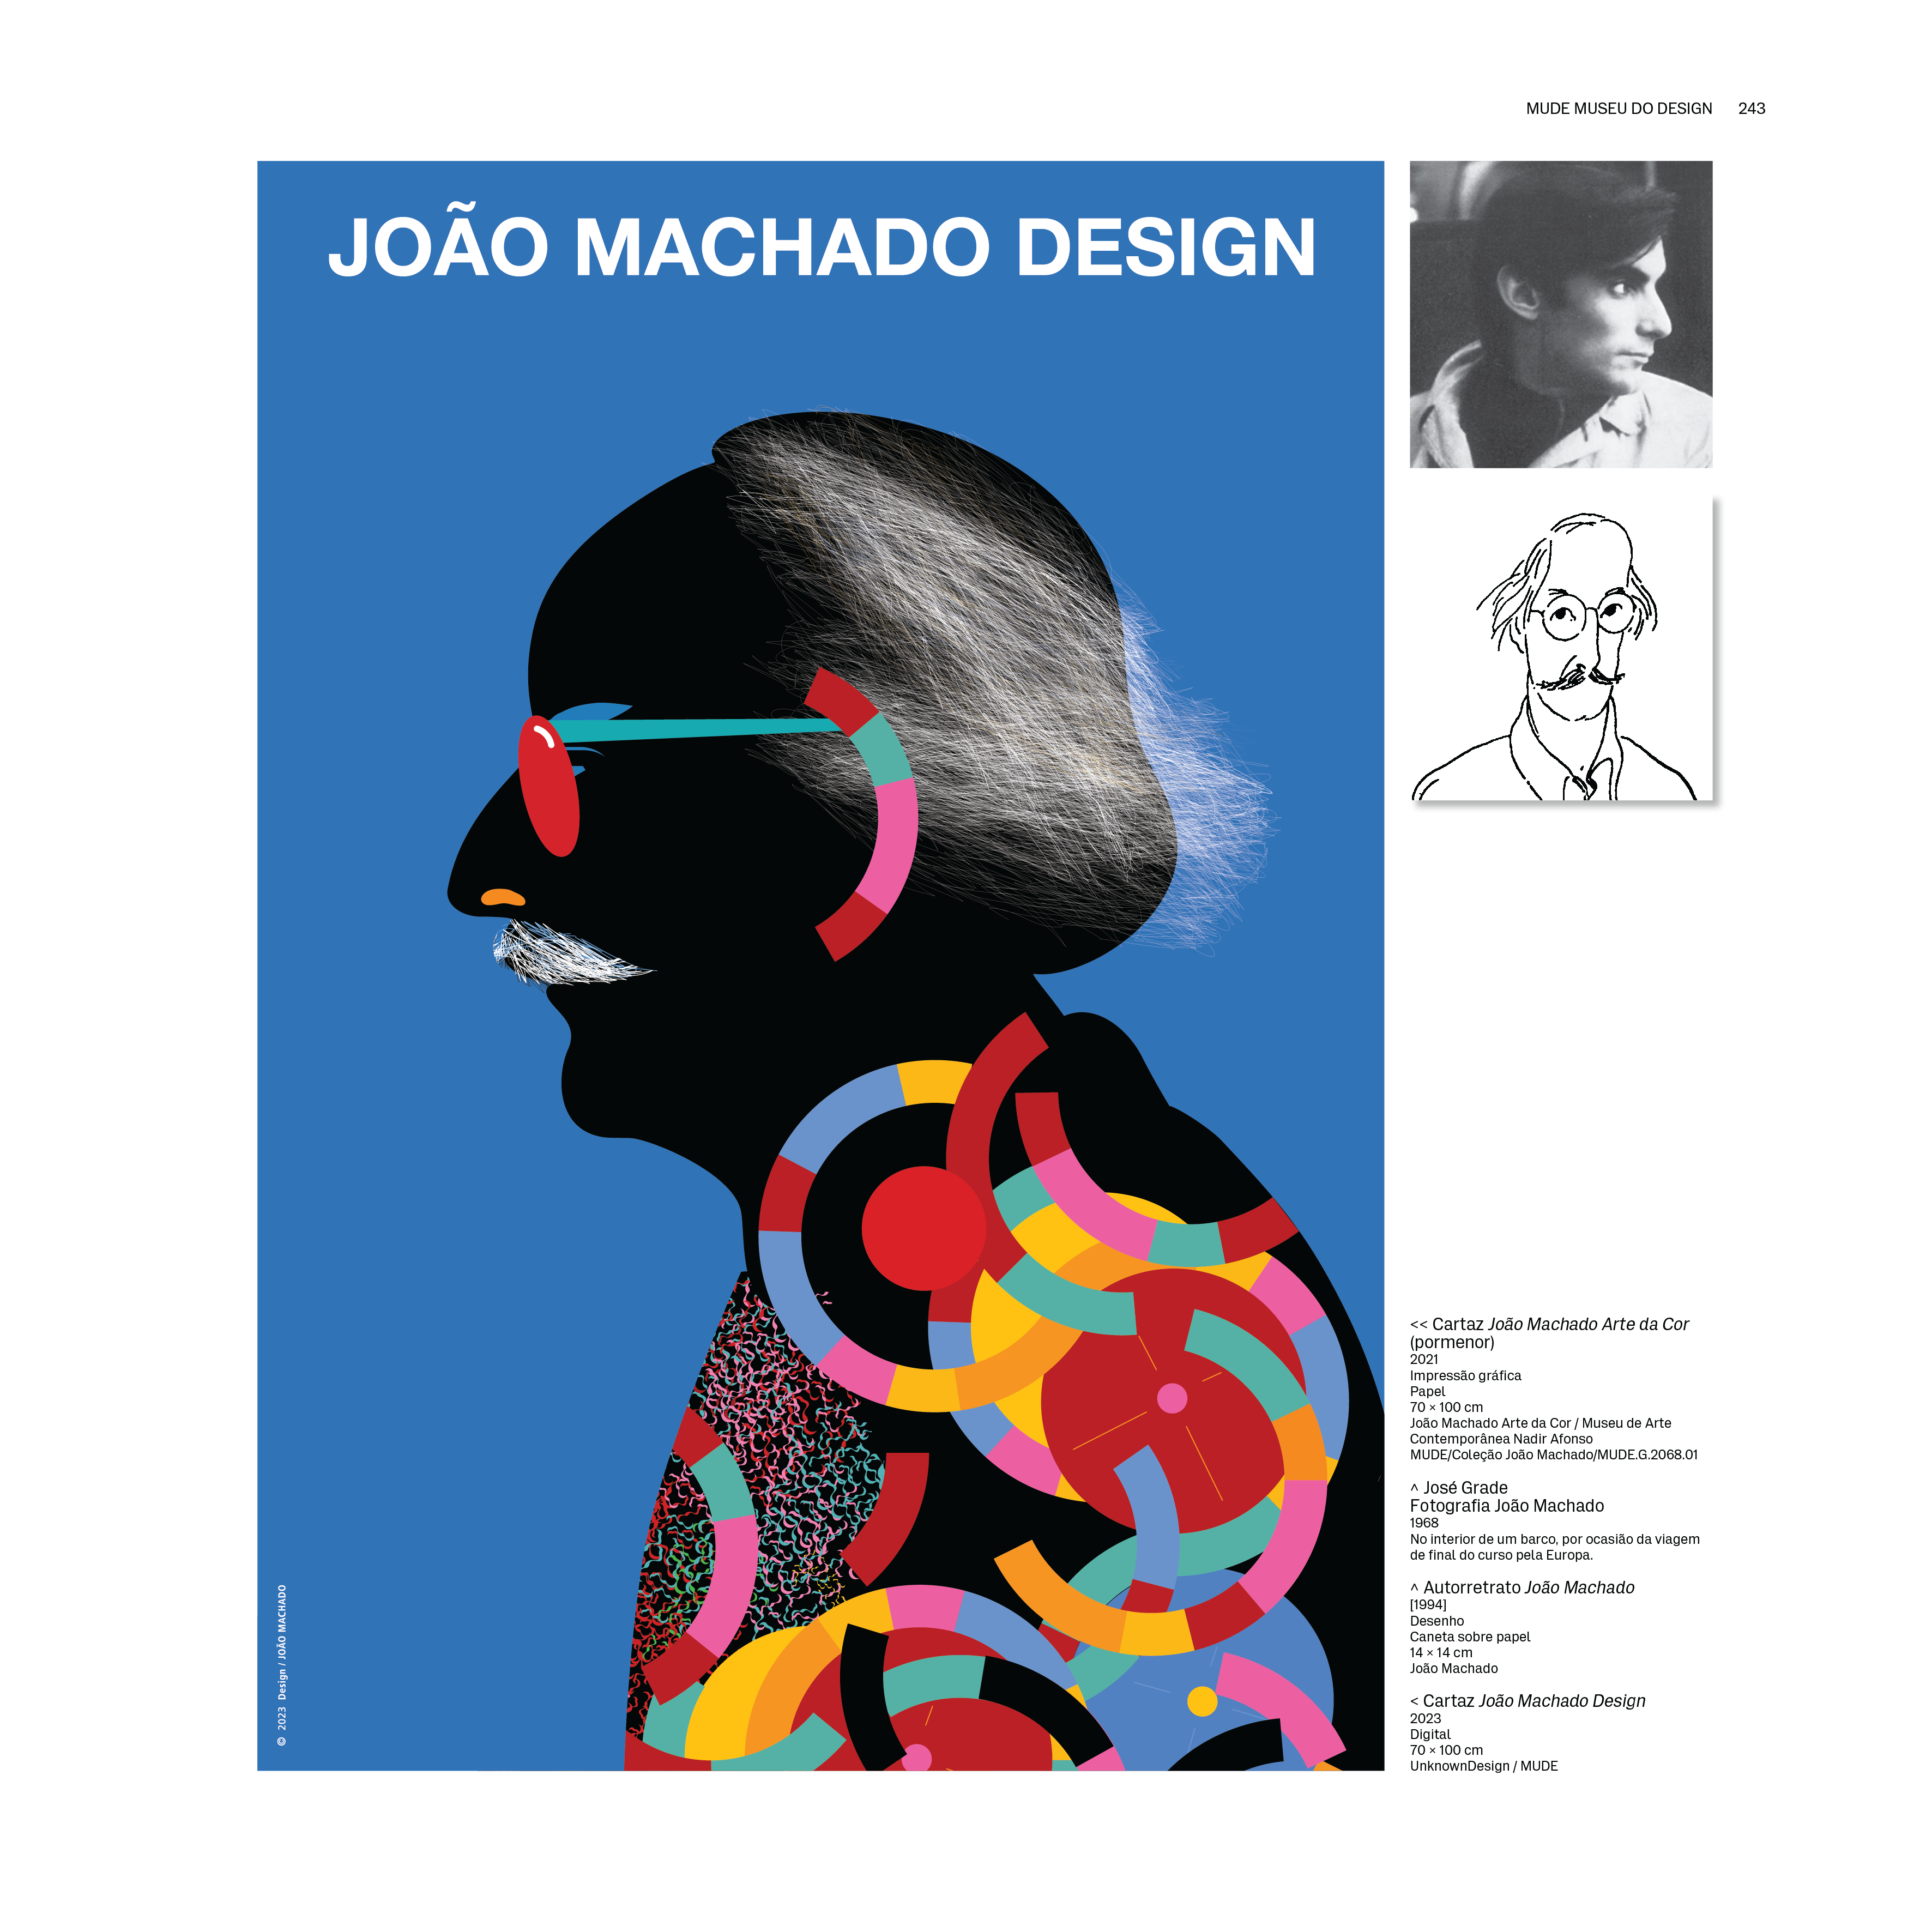 MUDE MUSEU DO DESIGN 243
JOÃO MACHADO DESIGN
© 2023 Design / JOÃO MACHADO
<< Cartaz João Machado Arte da Cor
(pormenor)
2021
Impressão gráfica
Papel
70 × 100 cm
João Machado Arte da Cor / Museu de Arte
Contemporânea Nadir Afonso
MUDE/Coleção João Machado/MUDE.G.2068.01
^ José Grade
Fotografia João Machado
1968
No interior de um barco, por ocasião da viagem
de final do curso pela Europa.
^ Autorretrato João Machado
[1994]
Desenho
Caneta sobre papel
14 × 14 cm
João Machado
< Cartaz João Machado Design
2023
Digital
70 × 100 cm
UnknownDesign / MUDE